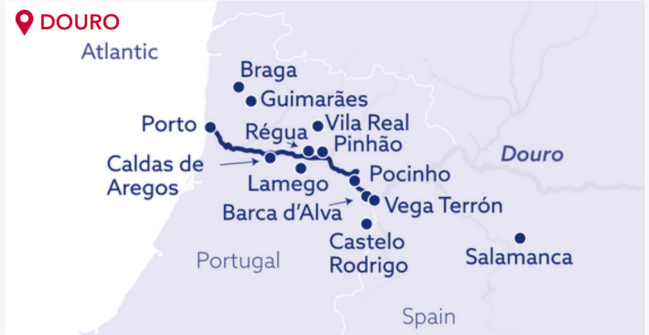 DOURO
Atlantic
Braga
Guimarães
Porto
Régua
Vila Real
Pinhão
Douro
Caldas de
Aregos
Lamego
Pocinho
Barca d'Alva
Vega Terrón
Castelo
Rodrigo
Salamanca
Portugal
Spain